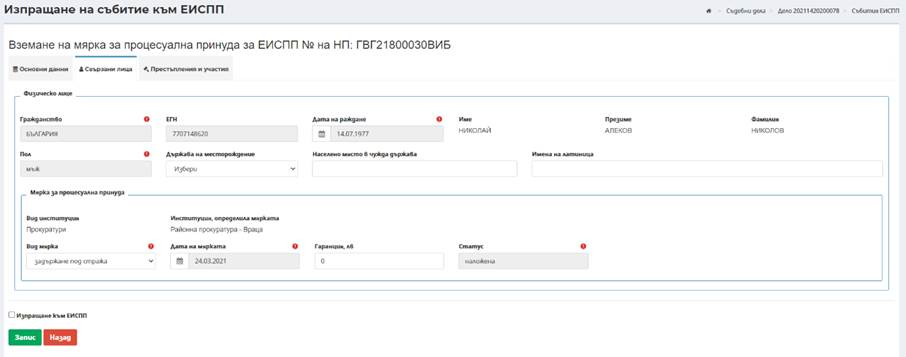 Изпращане на събитие към ЕИСПП
Съдебни дела - Дело 20211420200078 - Събития ЕИСПП
Вземане на мярка за процесуална принуда за ЕИСПП № на НП: ГВГ21800030ВИБ
Основни данни Свързани лица Престъпления и участия
Физическо лице
Гражданство ЕГН Дата на раждане Име Презиме Фамилия
БЪЛГАРИЯ 7707148620 14.07.1977 НИКОЛАЙ АЛЕКОВ НИКОЛОВ
Пол Държава на месторождение Населено място в чужда държава Имена на латиница
мъж Избери
Мярка за процесуална принуда
Вид институция Институция, определила мярката
Прокуратури Районна прокуратура - Враца
Вид мярка Дата на мярката Гаранция, лв Статус
задържане под стража 24.03.2021 0 наложена
Изпращане към ЕИСПП
Запис Назад